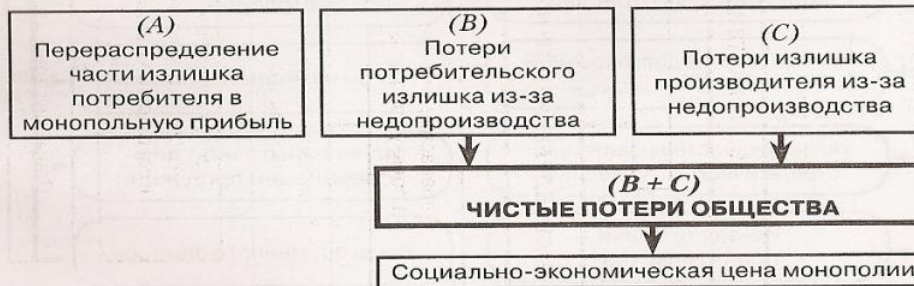 (A)
Перераспределение
части излишка
потребителя в
монопольную прибыль
(B)
Потери
потребительского
излишка из-за
недопроизводства
(C)
Потери излишка
производителя из-за
недопроизводства
(B + C)
ЧИСТЫЕ ПОТЕРИ ОБЩЕСТВА
Социально-экономическая цена монополии